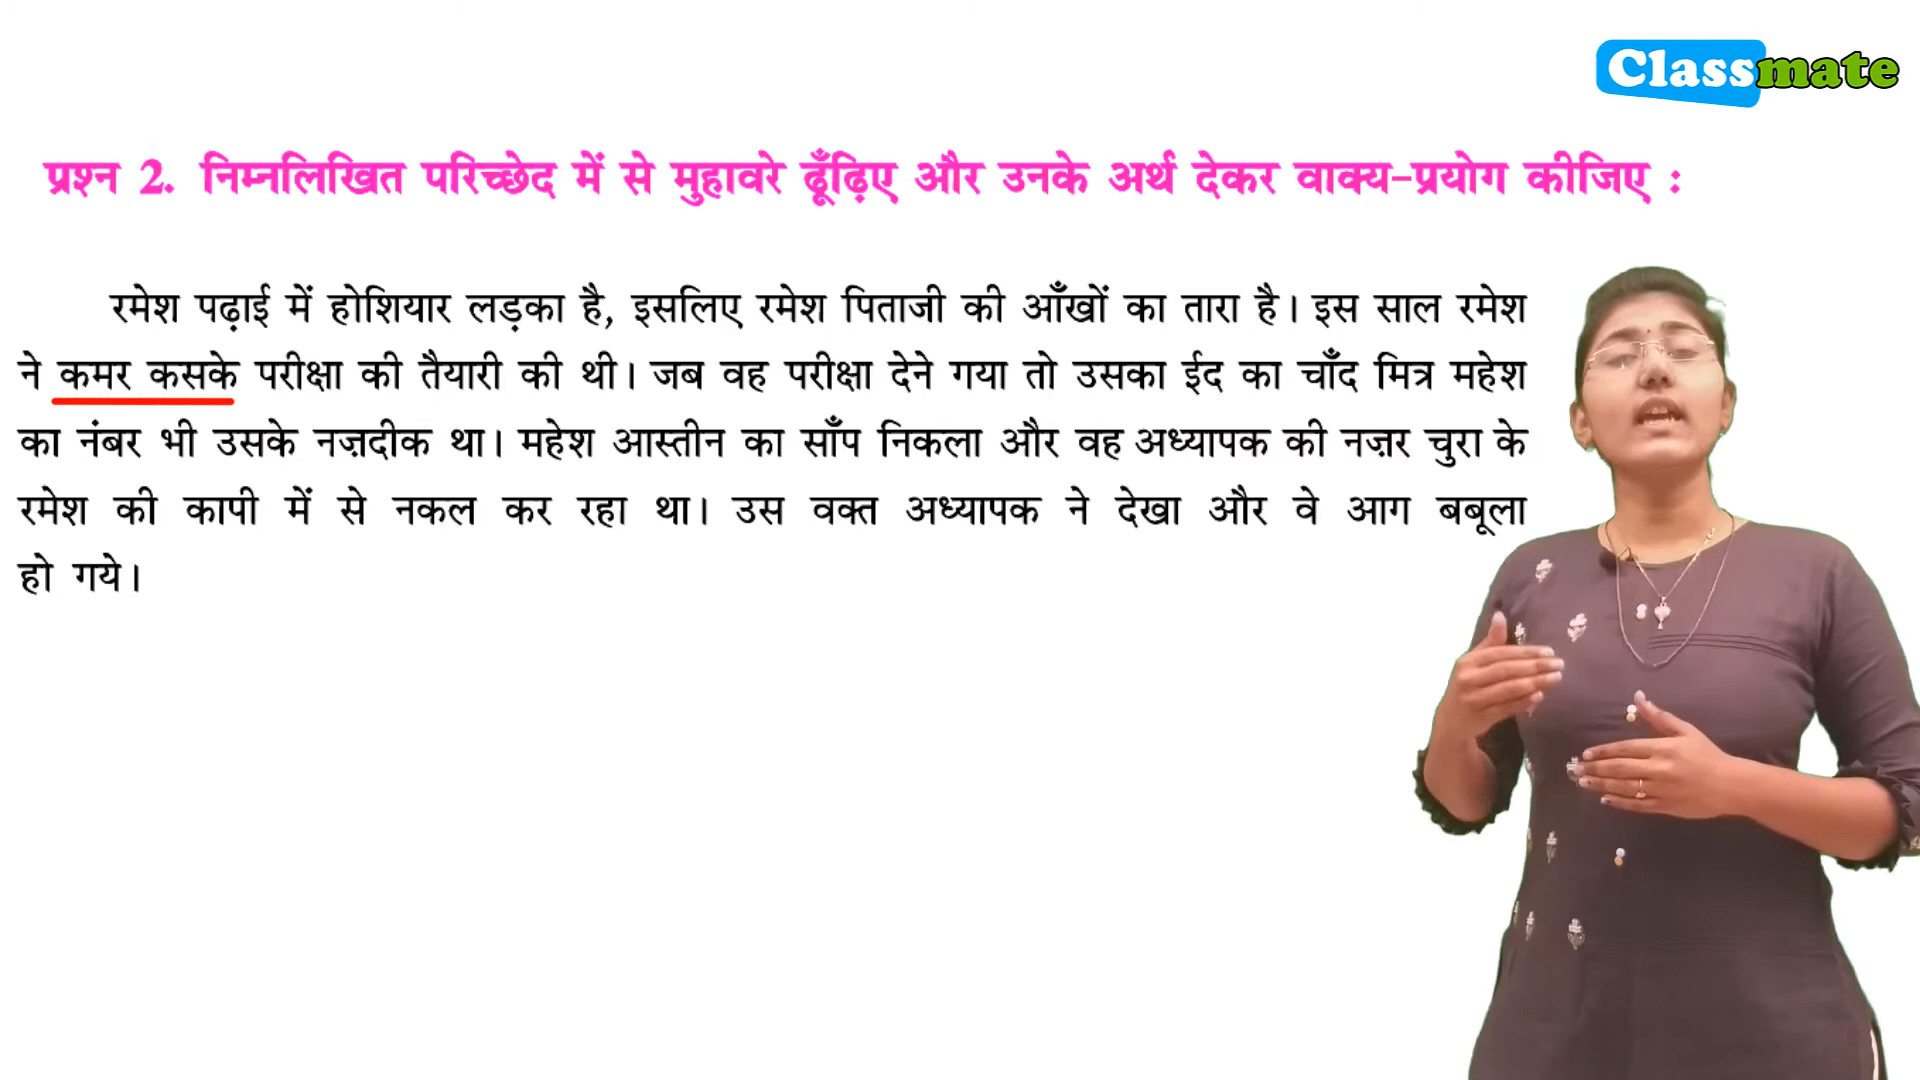 Classmate
प्रश्न 2. निम्नलिखित परिच्छेद में से मुहावरे ढूँढ़िए और उनके अर्थ देकर वाक्य-प्रयोग कीजिए :
रमेश पढ़ाई में होशियार लड़का है, इसलिए रमेश पिताजी की आँखों का तारा है। इस साल रमेश
ने कमर कसके परीक्षा की तैयारी की थी। जब वह परीक्षा देने गया तो उसका ईद का चाँद मित्र महेश
का नंबर भी उसके नज़दीक था। महेश आस्तीन का साँप निकला और वह अध्यापक की नज़र चुरा के
रमेश की कापी में से नकल कर रहा था। उस वक्त अध्यापक ने देखा और वे आग बबूला
हो गये।